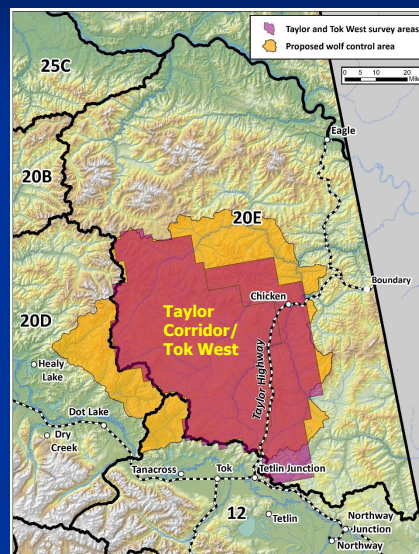 Taylor and Tok West survey areas
Proposed wolf control area
0 5 10 20
Miles
25C
Eagle
20B
20E
Boundary
Chicken
Taylor
Corridor/
Tok West
20D
Taylor Highway
Healy
Lake
Dot Lake
Dry
Creek
Tanacross
Tok
Tetlin Junction
12
Tetlin
Northway
Junction
Northway